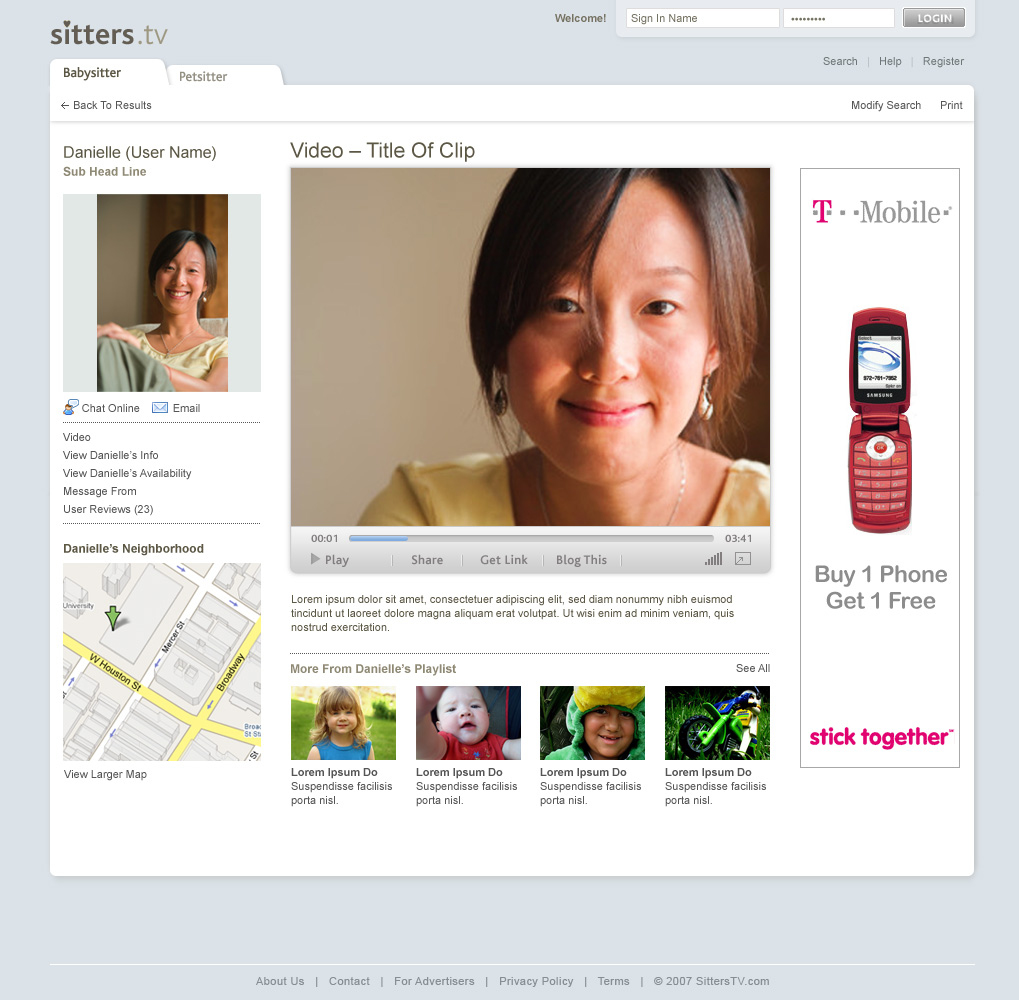 Welcome!
Sign In Name
•••••••••
LOGIN
sitters.tv
Search | Help | Register
Babysitter
Petsitter
← Back To Results
Modify Search
Print
Danielle (User Name)
Sub Head Line
Chat Online
Email
Video
View Danielle's Info
View Danielle's Availability
Message From
User Reviews (23)
Danielle's Neighborhood
University
Mercer St
W Houston St
Broadway
View Larger Map
Video – Title Of Clip
00:01
03:41
Play
Share
Get Link
Blog This
Lorem ipsum dolor sit amet, consectetuer adipiscing elit, sed diam nonummy nibh euismod
tincidunt ut laoreet dolore magna aliquam erat volutpat. Ut wisi enim ad minim veniam, quis
nostrud exercitation.
More From Danielle's Playlist
See All
Lorem Ipsum Do
Suspendisse facilisis
porta nisl.
Lorem Ipsum Do
Suspendisse facilisis
porta nisl.
Lorem Ipsum Do
Suspendisse facilisis
porta nisl.
Lorem Ipsum Do
Suspendisse facilisis
porta nisl.
T··Mobile·
972-761-7952
SAMSUNG
Buy 1 Phone
Get 1 Free
stick together™
About Us | Contact | For Advertisers | Privacy Policy | Terms | © 2007 SittersTV.com